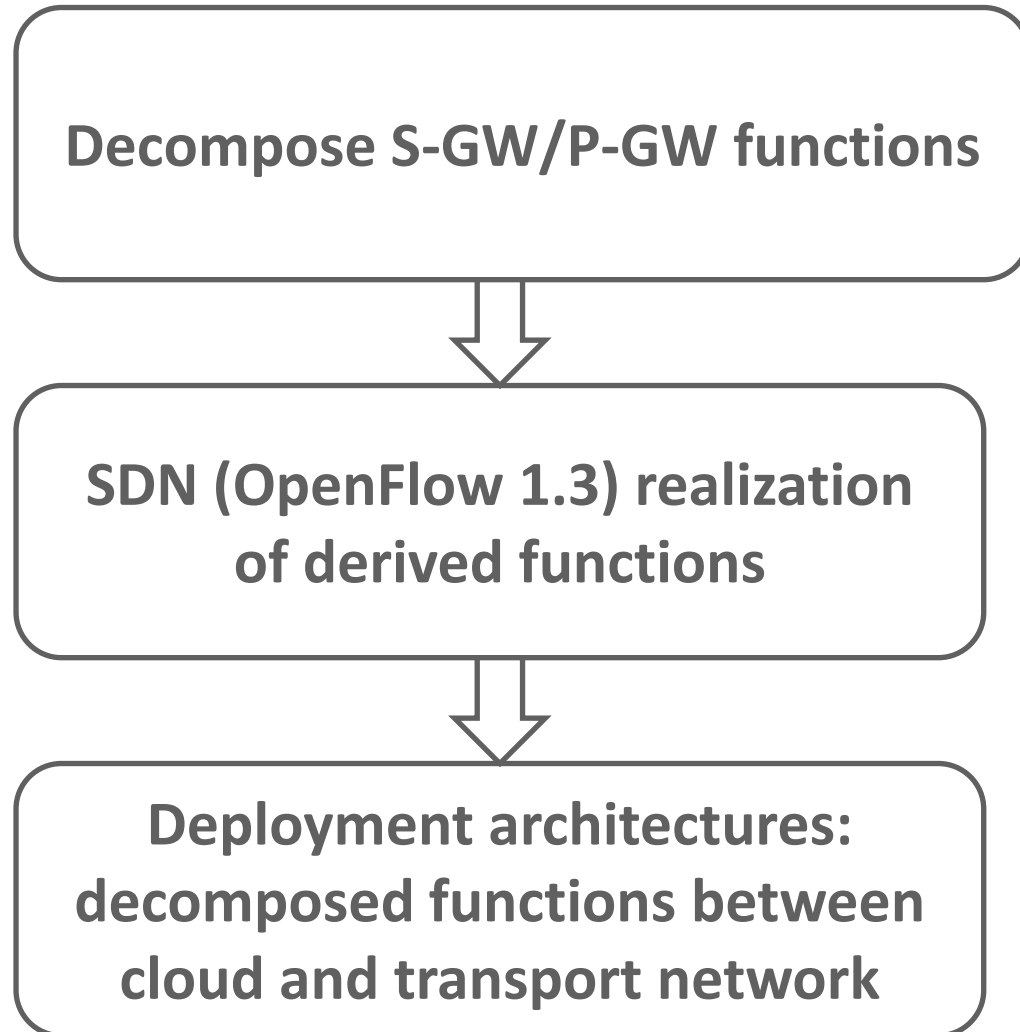 Decompose S-GW/P-GW functions
SDN (OpenFlow 1.3) realization
of derived functions
Deployment architectures:
decomposed functions between
cloud and transport network